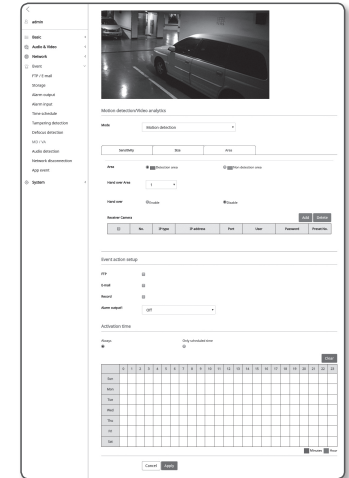 admin
Basic
Audio & Video
Network
Event
FTP / E-mail
Storage
Alarm output
Alarm input
Time schedule
Tampering detection
Defocus detection
MD / VA
Audio detection
Network disconnection
App event
System
Motion detection/Video analytics
Mode Motion detection
Sensitivity Size Area
Area Detection area Non-detection area
Hand over Area 1
Hand over Enable Disable
Receiver Camera Add Delete
No. IP type IP address Port User Password Preset No.
Event action setup
FTP
E-mail
Record
Alarm output1 Off
Activation time
Always Only scheduled time
Clear
0 1 2 3 4 5 6 7 8 9 10 11 12 13 14 15 16 17 18 19 20 21 22 23
Sun
Mon
Tue
Wed
Thu
Fri
Sat
Minutes Hour
Cancel Apply